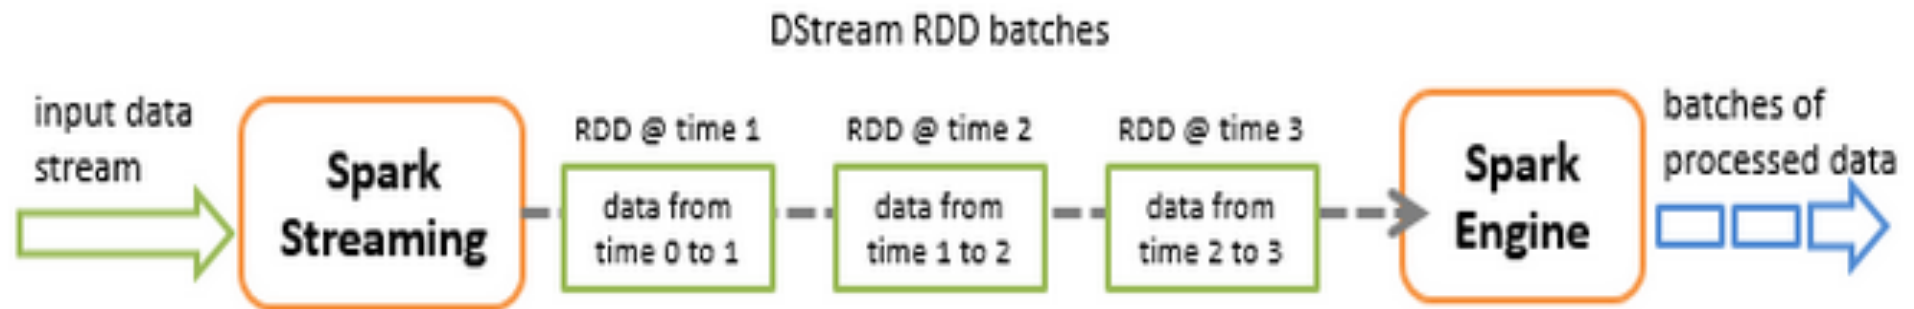 DStream RDD batches
input data
stream
Spark
Streaming
RDD @ time 1
data from
time 0 to 1
RDD @ time 2
data from
time 1 to 2
RDD @ time 3
data from
time 2 to 3
Spark
Engine
batches of
processed data